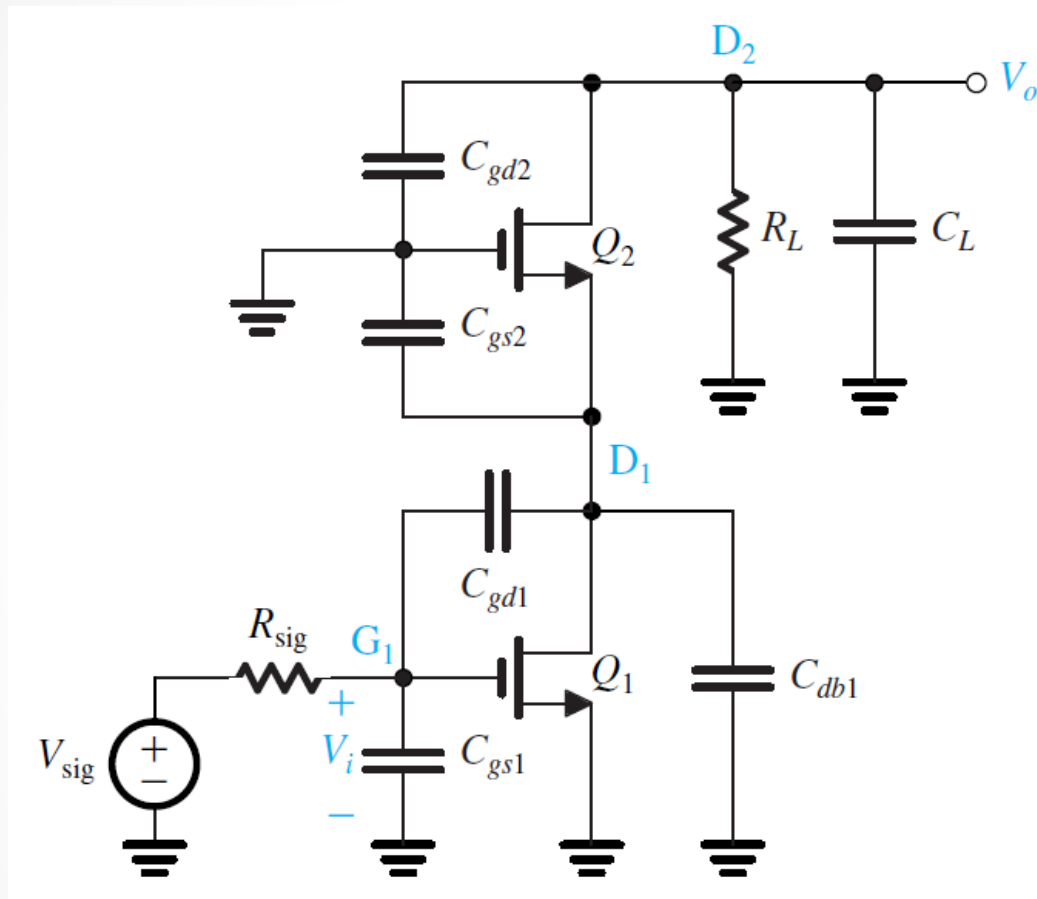 D2
Vo
Cgd2
Q2
RL
CL
Cgs2
D1
Cgd1
Rsig
G1
Q1
Cdb1
+
Vsig
+
−
Vi
Cgs1
−